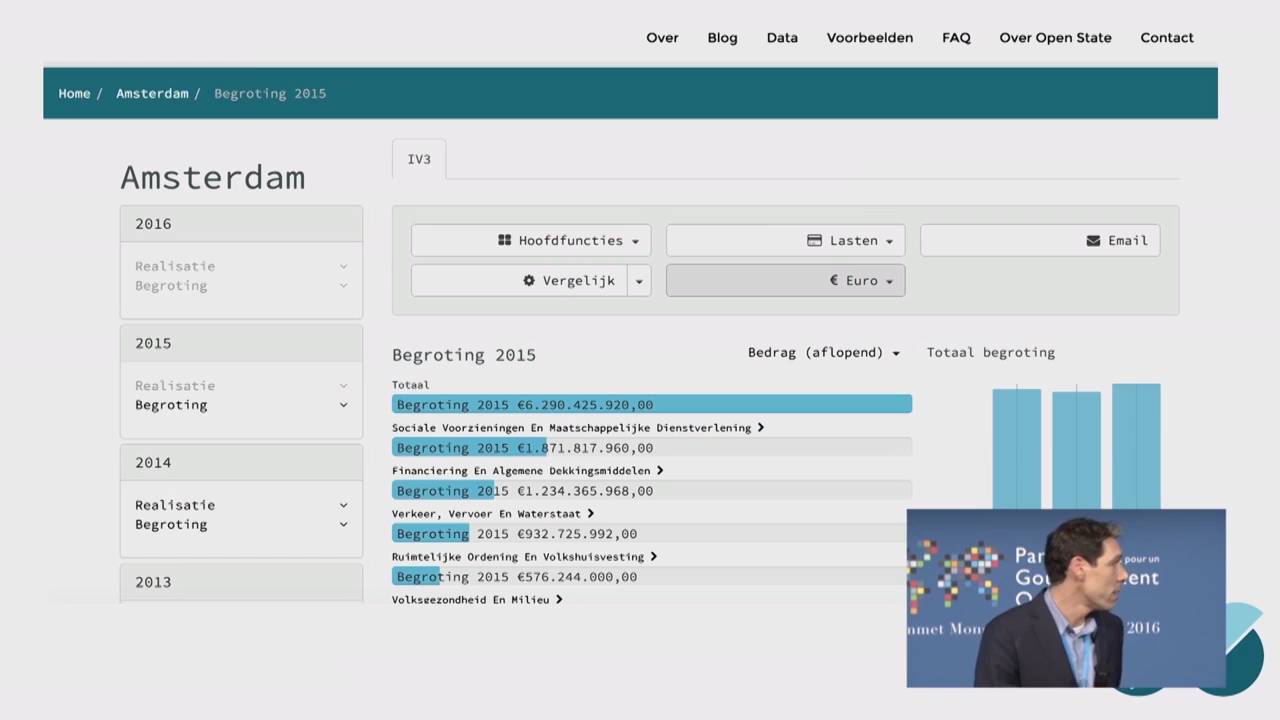 Over Blog Data Voorbeelden FAQ Over Open State Contact
Home / Amsterdam / Begroting 2015
Amsterdam
2016
Realisatie
Begroting
2015
Realisatie
Begroting
2014
Realisatie
Begroting
2013
IV3
Hoofdfuncties Lasten Email
Vergelijk € Euro
Begroting 2015 Bedrag (aflopend) Totaal begroting
Totaal
Begroting 2015 €6.290.425.920,00
Sociale Voorzieningen En Maatschappelijke Dienstverlening
Begroting 2015 €1.871.817.960,00
Financiering En Algemene Dekkingsmiddelen
Begroting 2015 €1.234.365.968,00
Verkeer, Vervoer En Waterstaat
Begroting 2015 €932.725.992,00
Ruimtelijke Ordening En Volkshuisvesting
Begroting 2015 €576.244.000,00
Volksgezondheid En Milieu
pour un
2016